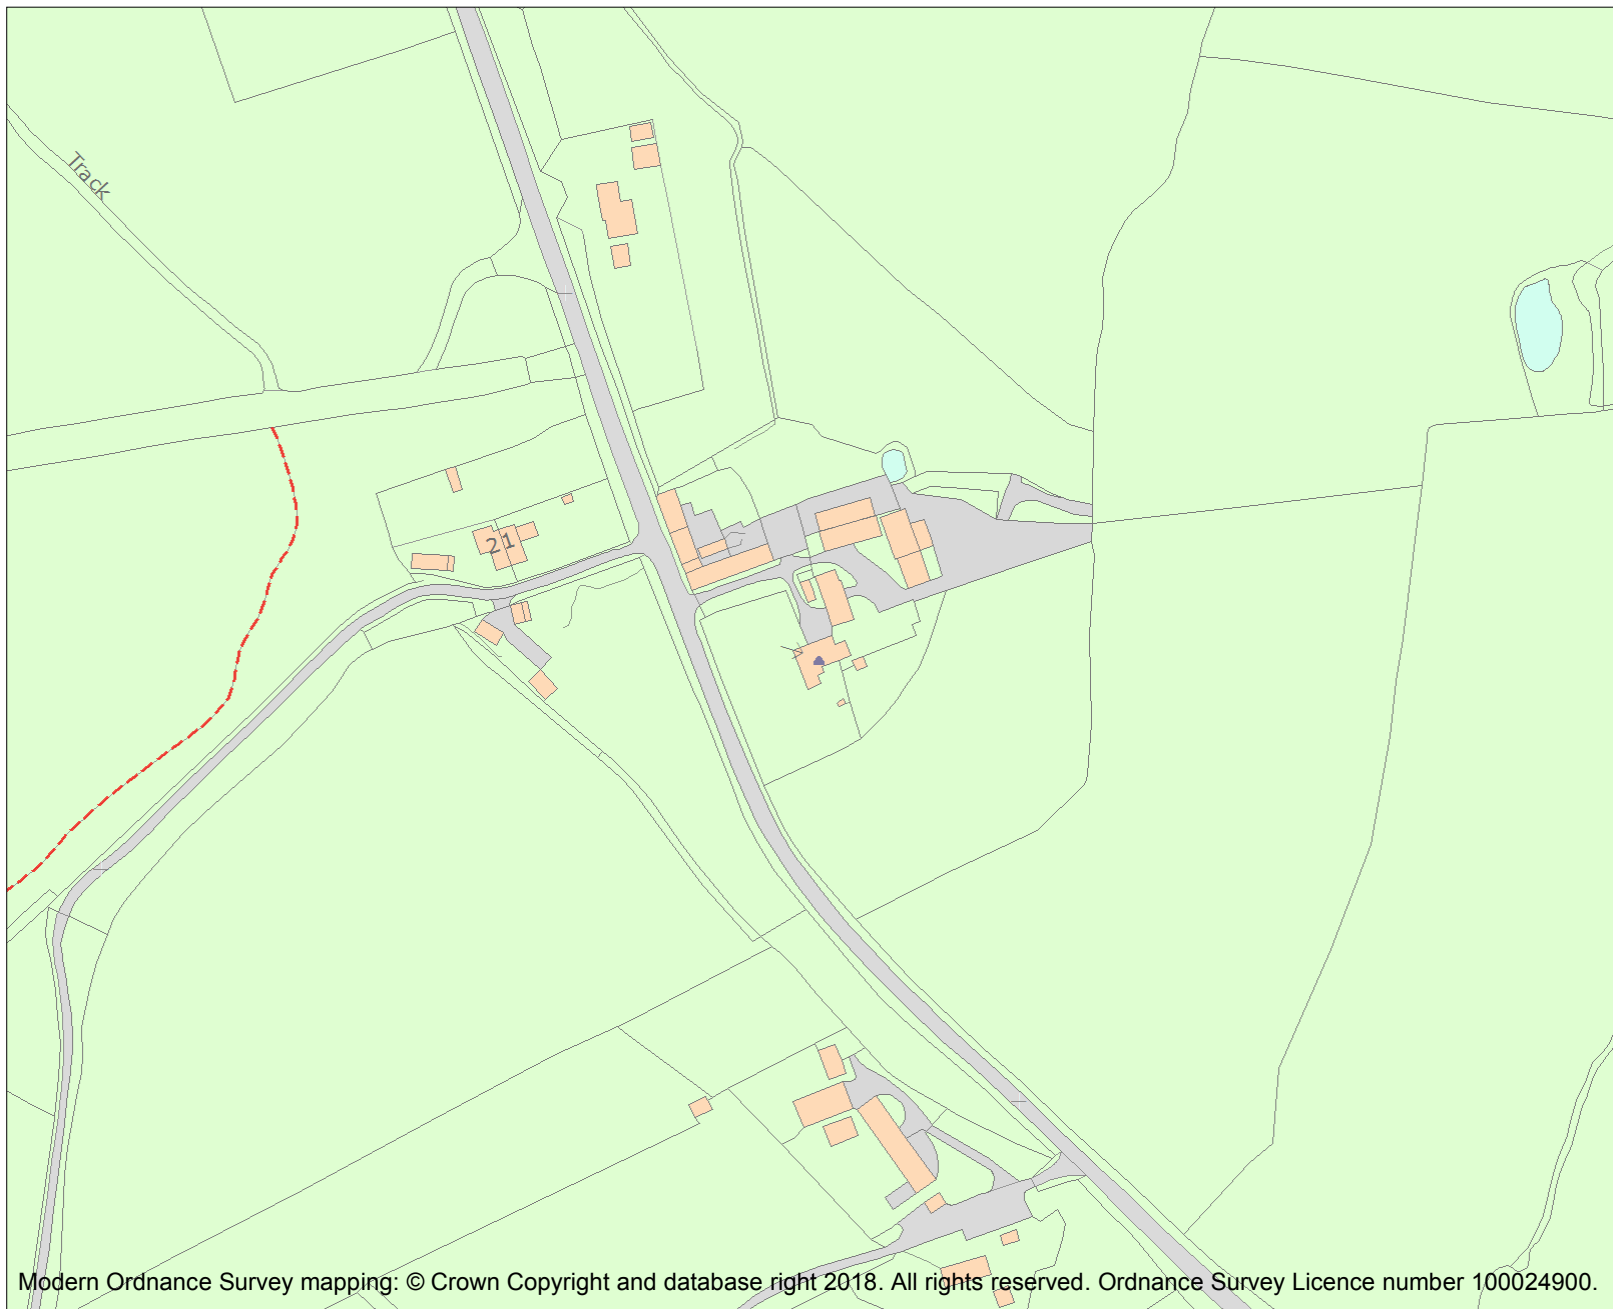 Track
21
Modern Ordnance Survey mapping: © Crown Copyright and database right 2018. All rights reserved. Ordnance Survey Licence number 100024900.